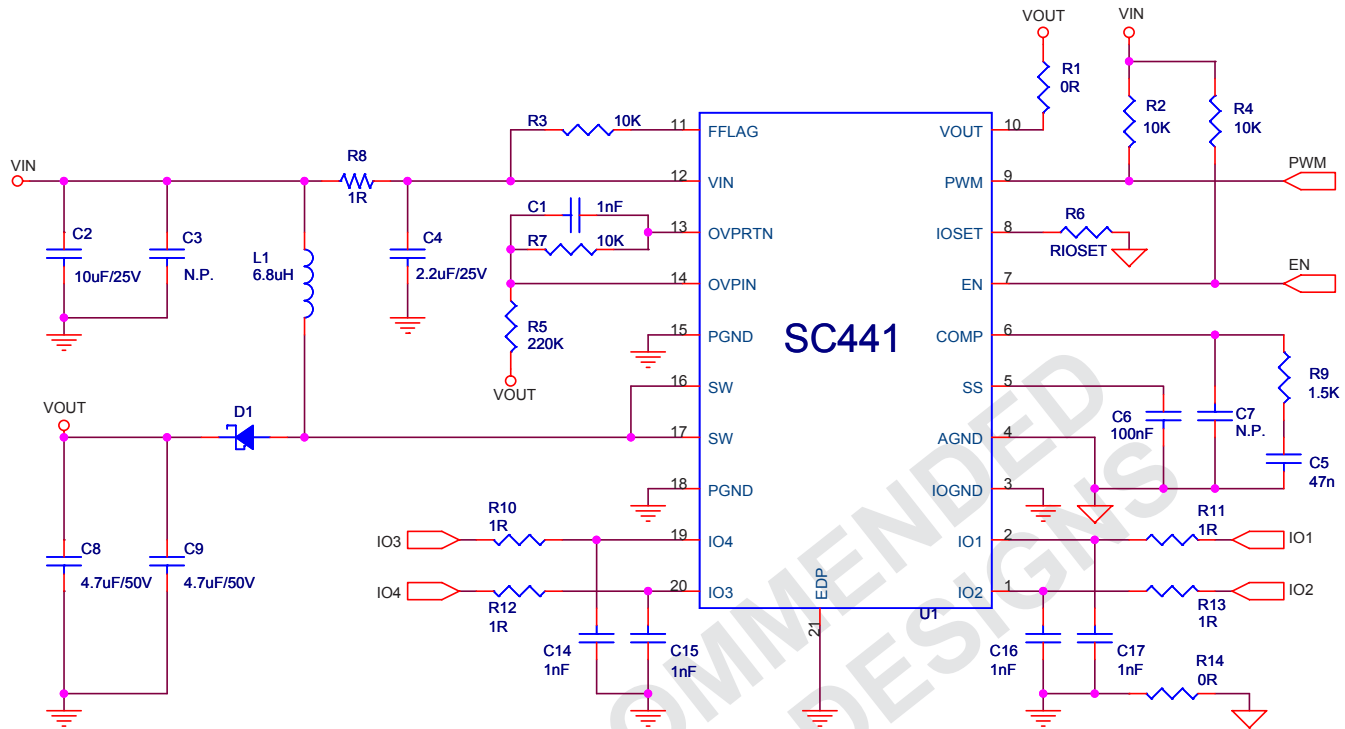 VOUT
VIN
R1
0R
R2
10K
R4
10K
R3
10K
11
FFLAG
VOUT
10
VIN
R8
1R
12
VIN
PWM
9
PWM
C1
1nF
R7
10K
13
OVPRTN
IOSET
8
R6
RIOSET
C2
10uF/25V
C3
N.P.
L1
6.8uH
C4
2.2uF/25V
14
OVPIN
EN
7
EN
R5
220K
VOUT
15
PGND
SC441
COMP
6
R9
1.5K
16
SW
SS
5
C6
100nF
C7
N.P.
VOUT
D1
17
SW
AGND
4
C5
47n
18
PGND
IOGND
3
R10
1R
R11
1R
IO3
19
IO4
IO1
2
IO1
C8
4.7uF/50V
C9
4.7uF/50V
IO4
R12
1R
20
IO3
EDP
IO2
1
R13
1R
IO2
U1
21
C14
1nF
C15
1nF
C16
1nF
C17
1nF
R14
0R
OMMENDED
DESIGNS